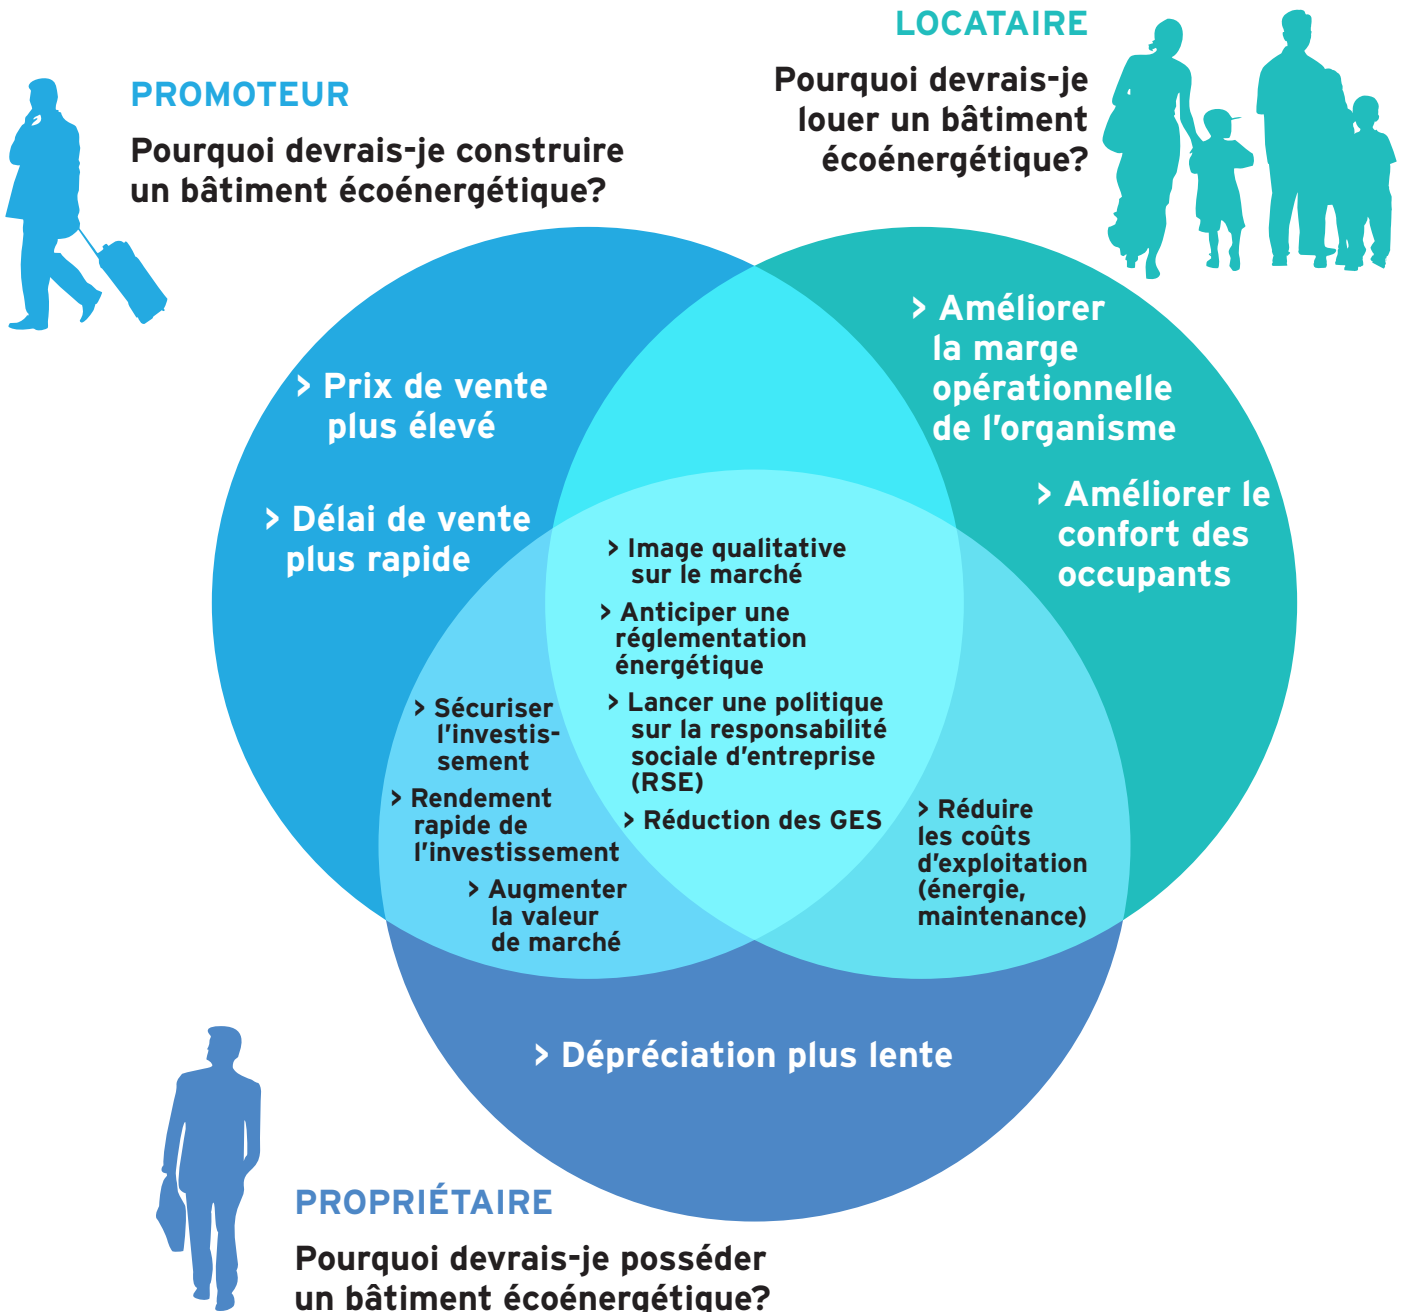 PROMOTEUR
Pourquoi devrais-je construire
un bâtiment écoénergétique?
LOCATAIRE
Pourquoi devrais-je
louer un bâtiment
écoénergétique?
> Prix de vente
plus élevé
> Délai de vente
plus rapide
> Améliorer
la marge
opérationnelle
de l'organisme
> Améliorer le
confort des
occupants
> Image qualitative
sur le marché
> Anticiper une
réglementation
énergétique
> Lancer une politique
sur la responsabilité
sociale d'entreprise
(RSE)
> Réduction des GES
> Sécuriser
l'investis-
sement
> Rendement
rapide de
l'investissement
> Augmenter
la valeur
de marché
> Réduire
les coûts
d'exploitation
(énergie,
maintenance)
> Dépréciation plus lente
PROPRIÉTAIRE
Pourquoi devrais-je posséder
un bâtiment écoénergétique?